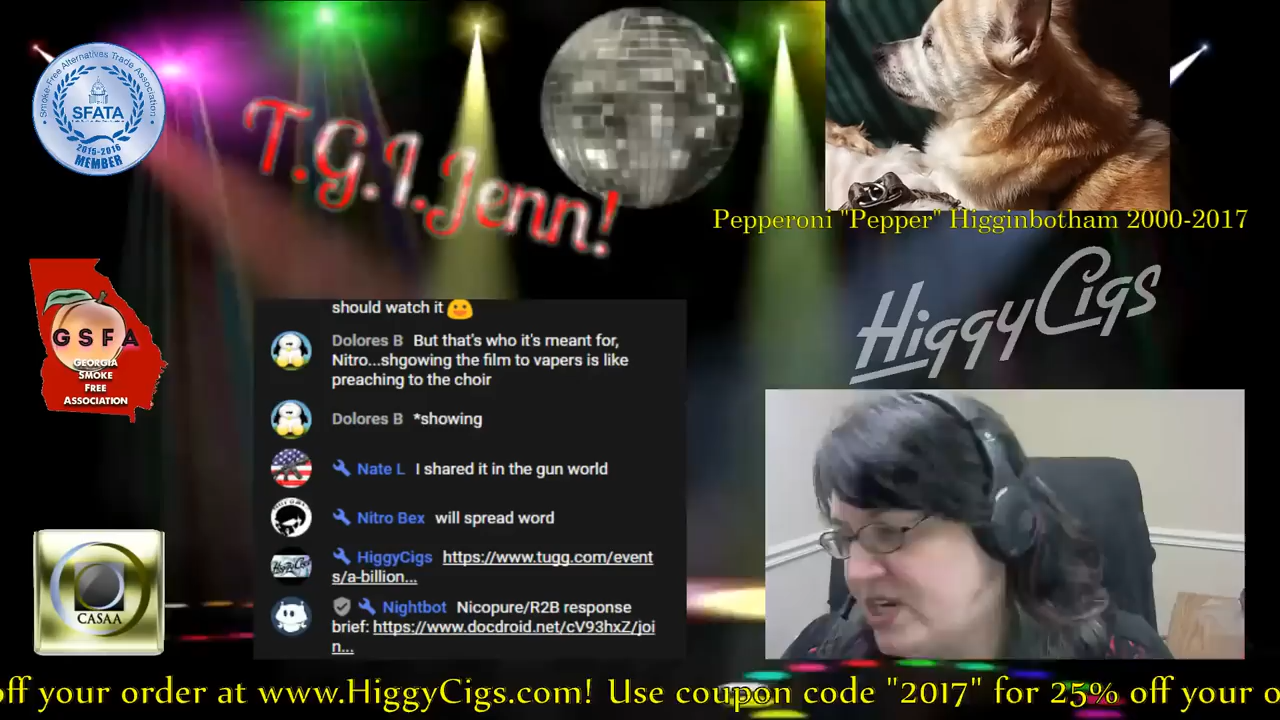 Smoke-Free Alternatives Trade Association
SFATA
2015-2016
MEMBER
T.G.I.Jenn!
Pepperoni "Pepper" Higginbotham 2000-2017
HiggyCigs
GSFA
GEORGIA
SMOKE
FREE
ASSOCIATION
should watch it
Dolores B But that's who it's meant for,
Nitro...shgowing the film to vapers is like
preaching to the choir
Dolores B *showing
Nate L I shared it in the gun world
Nitro Bex will spread word
HiggyCigs https://www.tugg.com/event
s/a-billion...
Nightbot Nicopure/R2B response
brief: https://www.docdroid.net/cV93hxZ/joi
n...
CASAA
off your order at www.HiggyCigs.com! Use coupon code "2017" for 25% off your o